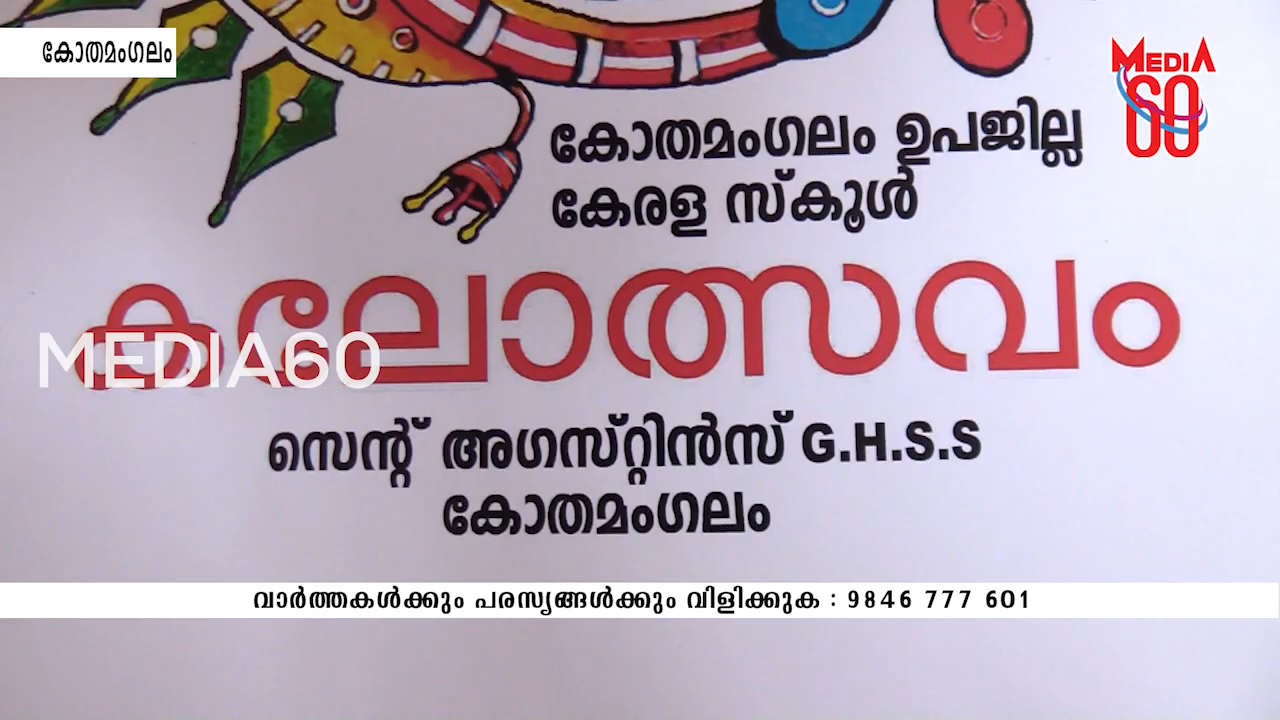 കോതമംഗലം
MEDIA
60
കോതമംഗലം ഉപജില്ല
കേരള സ്കൂൾ
കലോത്സവം
MEDIA60
സെന്റ് അഗസ്റ്റിൻസ് G.H.S.S
കോതമംഗലം
വാർത്തകൾക്കും പരസ്യങ്ങൾക്കും വിളിക്കുക : 9846 777 601